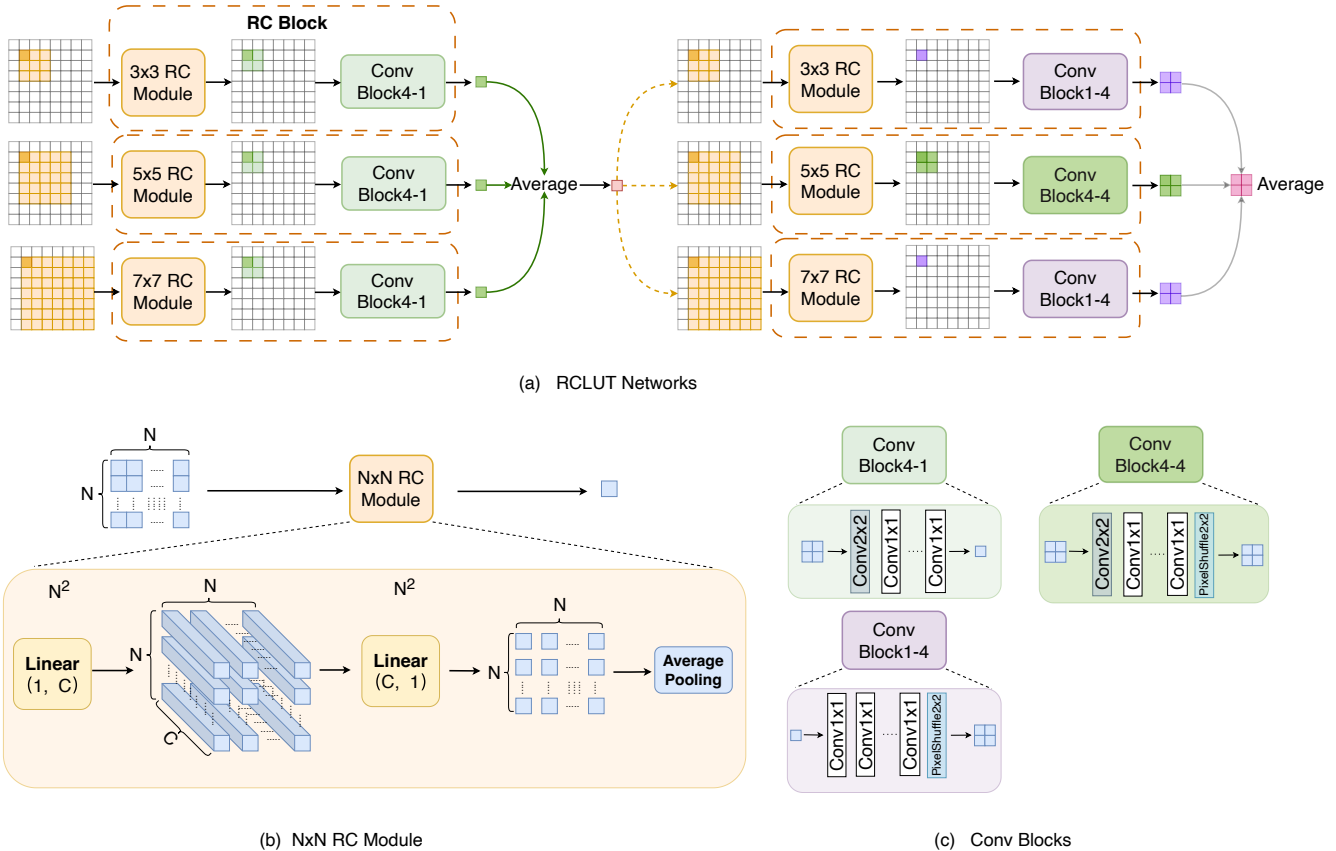 RC Block
3x3 RC
Module
Conv
Block4-1
3x3 RC
Module
Conv
Block1-4
5x5 RC
Module
Conv
Block4-1
Average
5x5 RC
Module
Conv
Block4-4
Average
7x7 RC
Module
Conv
Block4-1
7x7 RC
Module
Conv
Block1-4
(a) RCLUT Networks
N
N
NxN RC
Module
N²
N
N
C
Linear
(1, C)
N²
Linear
(C, 1)
N
N
Average
Pooling
(b) NxN RC Module
Conv
Block4-1
Conv2x2
Conv1x1
.....
Conv1x1
Conv
Block4-4
Conv2x2
Conv1x1
.....
Conv1x1
PixelShuffle2x2
Conv
Block1-4
Conv1x1
Conv1x1
.....
Conv1x1
PixelShuffle2x2
(c) Conv Blocks